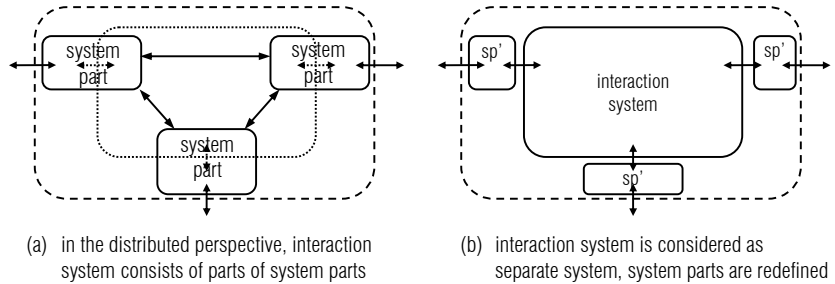 system
part
system
part
system
part
(a) in the distributed perspective, interaction
system consists of parts of system parts
sp'
sp'
interaction
system
sp'
(b) interaction system is considered as
separate system, system parts are redefined